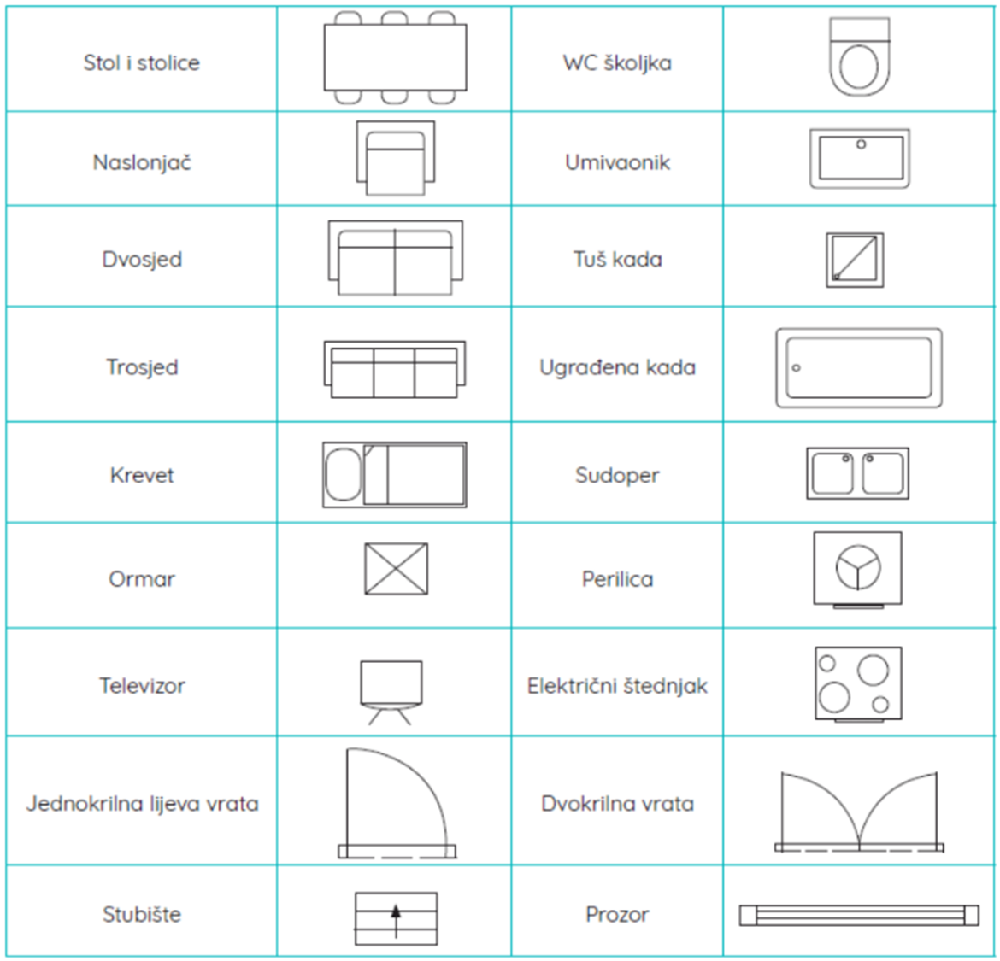 Stol i stolice
WC školjka
Naslonjač
Umivaonik
Dvosjed
Tuš kada
Trosjed
Ugrađena kada
Krevet
Sudoper
Ormar
Perilica
Televizor
Električni štednjak
Jednokrilna lijeva vrata
Dvokrilna vrata
Stubište
Prozor